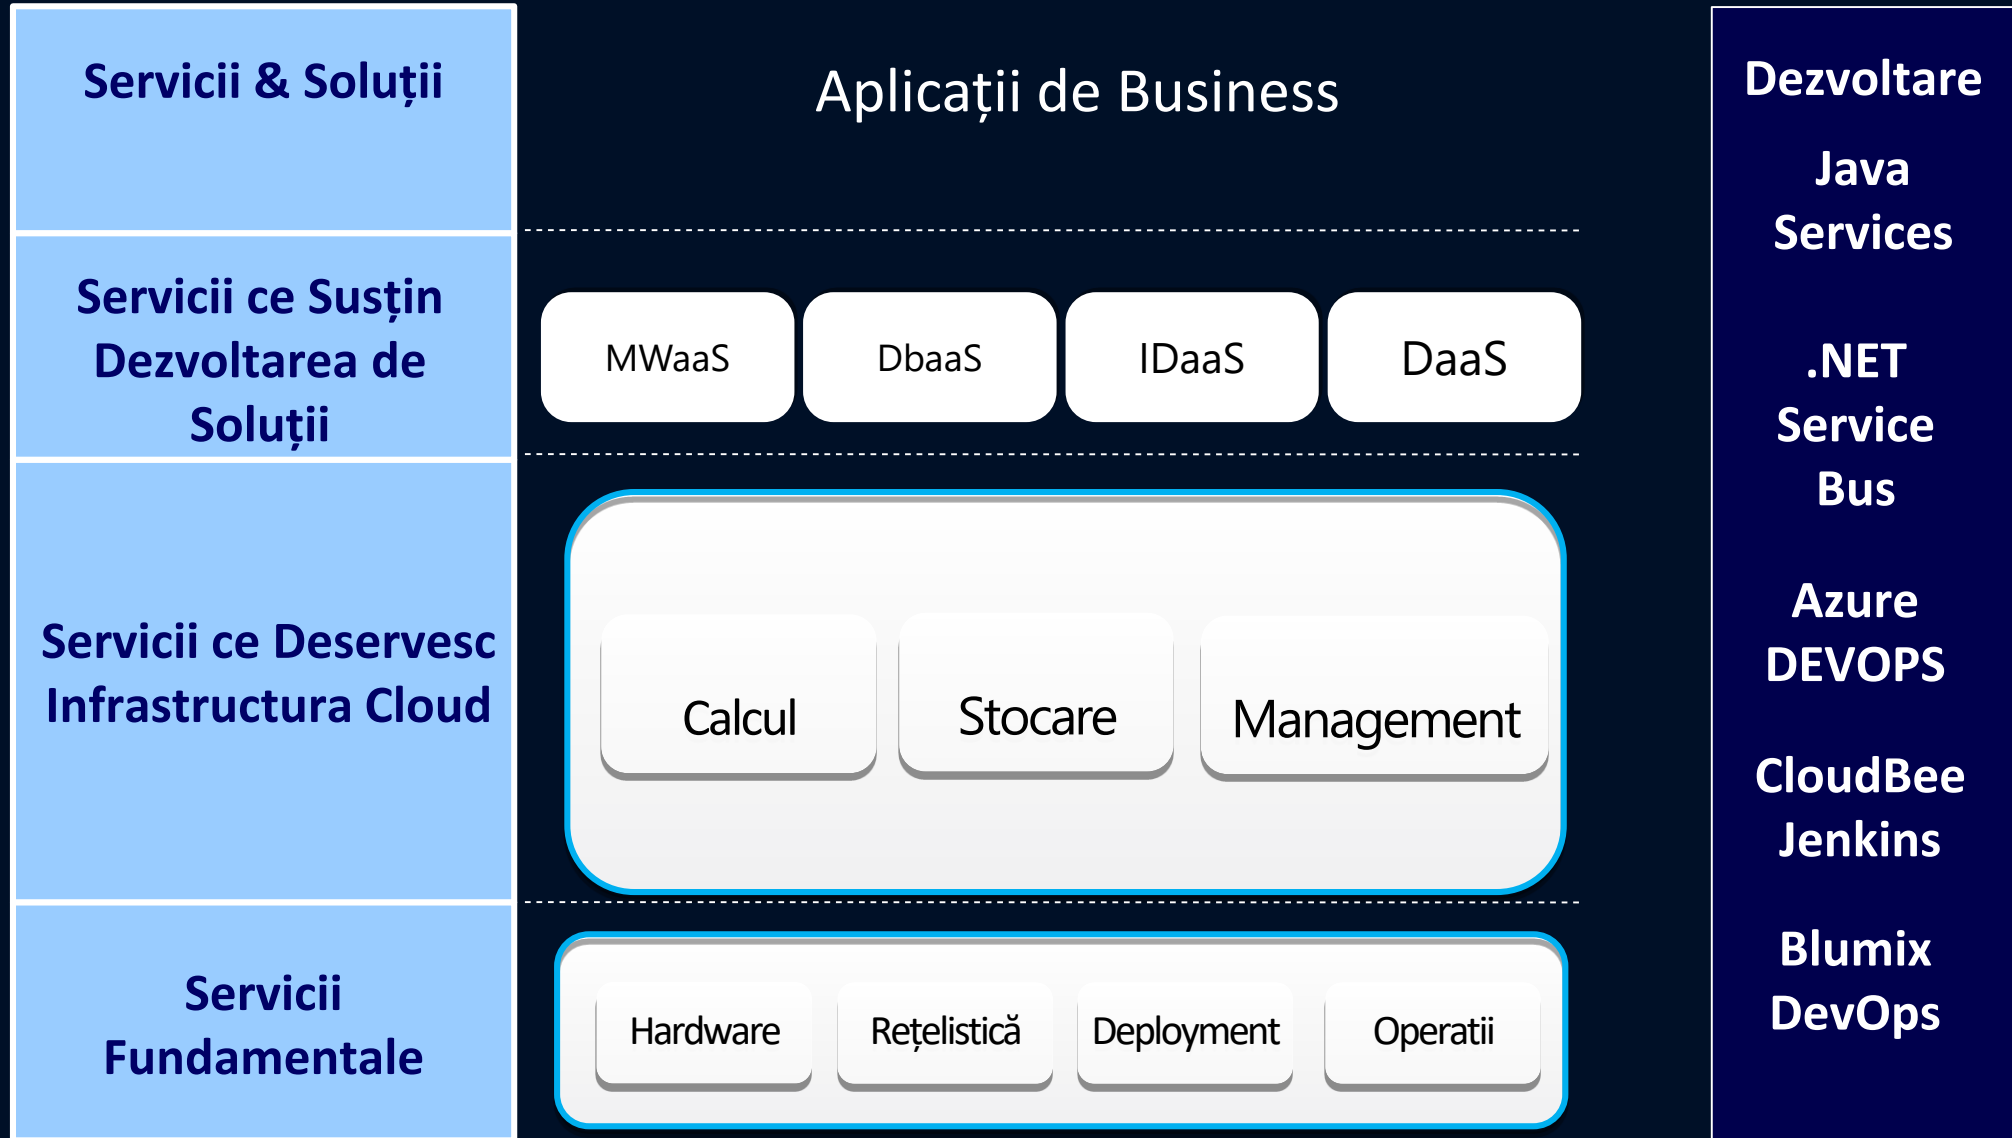 Servicii & Soluții
Aplicații de Business
Servicii ce Susțin
Dezvoltarea de
Soluții
MWaaS
DbaaS
IDaaS
DaaS
Servicii ce Deservesc
Infrastructura Cloud
Calcul
Stocare
Management
Servicii
Fundamentale
Hardware
Rețelistică
Deployment
Operatii
Dezvoltare
Java
Services
.NET
Service
Bus
Azure
DEVOPS
CloudBee
Jenkins
Blumix
DevOps